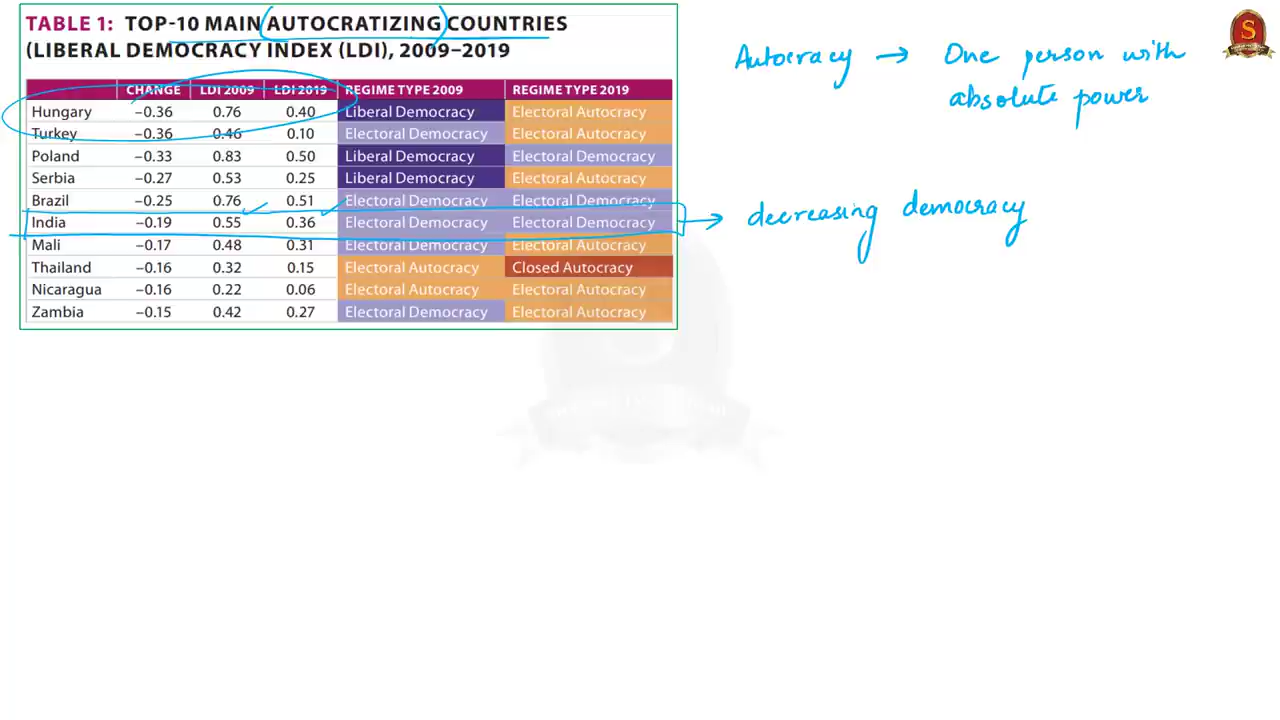 TABLE 1: TOP-10 MAIN AUTOCRATIZING COUNTRIES
(LIBERAL DEMOCRACY INDEX (LDI), 2009–2019
CHANGE LDI 2009 LDI 2019 REGIME TYPE 2009 REGIME TYPE 2019
Hungary −0.36 0.76 0.40 Liberal Democracy Electoral Autocracy
Turkey −0.36 0.46 0.10 Electoral Democracy Electoral Autocracy
Poland −0.33 0.83 0.50 Liberal Democracy Electoral Democracy
Serbia −0.27 0.53 0.25 Liberal Democracy Electoral Autocracy
Brazil −0.25 0.76 0.51 Electoral Democracy Electoral Democracy
India −0.19 0.55 0.36 Electoral Democracy Electoral Democracy
Mali −0.17 0.48 0.31 Electoral Democracy Electoral Autocracy
Thailand −0.16 0.32 0.15 Electoral Autocracy Closed Autocracy
Nicaragua −0.16 0.22 0.06 Electoral Autocracy Electoral Autocracy
Zambia −0.15 0.42 0.27 Electoral Democracy Electoral Autocracy
Autocracy → One person with
absolute power
→ decreasing democracy
S